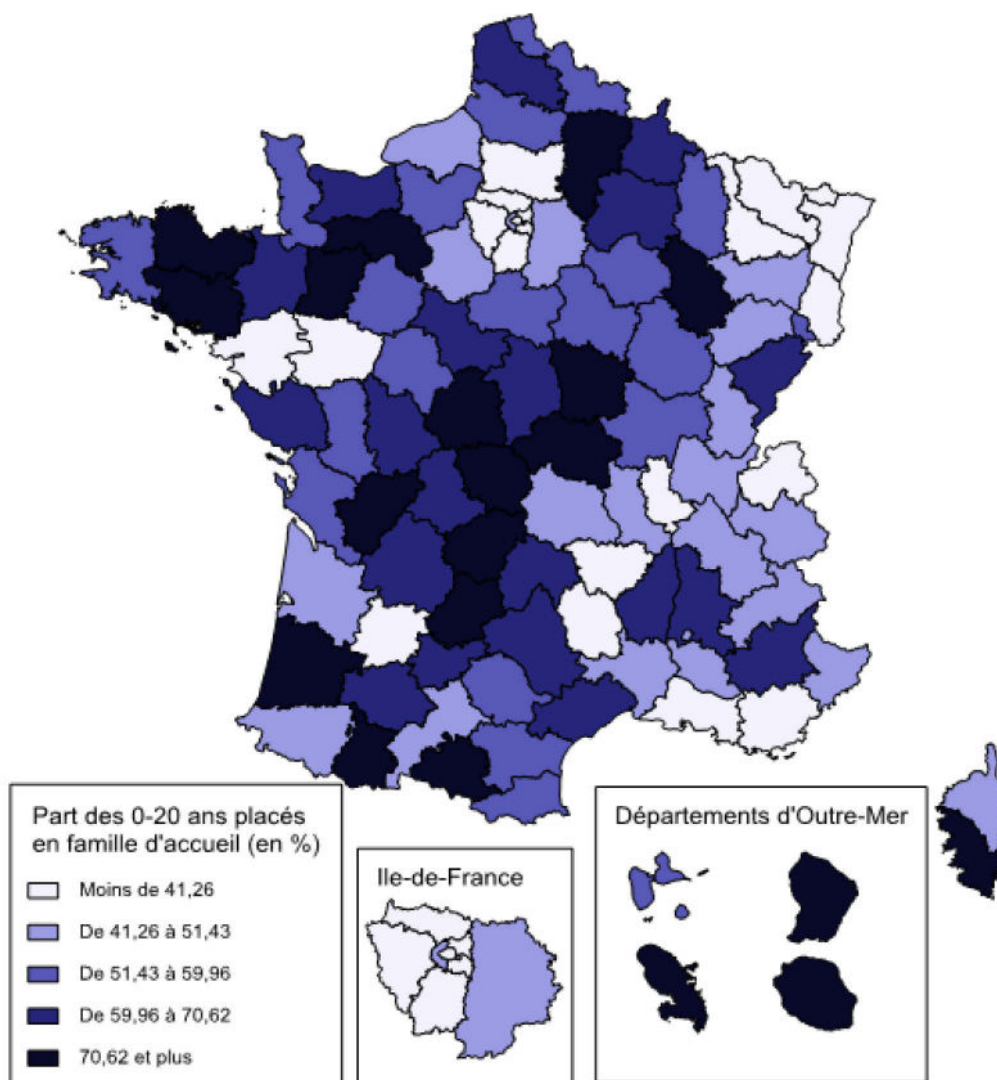 Part des 0-20 ans placés
en famille d'accueil (en %)
Moins de 41,26
De 41,26 à 51,43
De 51,43 à 59,96
De 59,96 à 70,62
70,62 et plus
Ile-de-France
Départements d'Outre-Mer